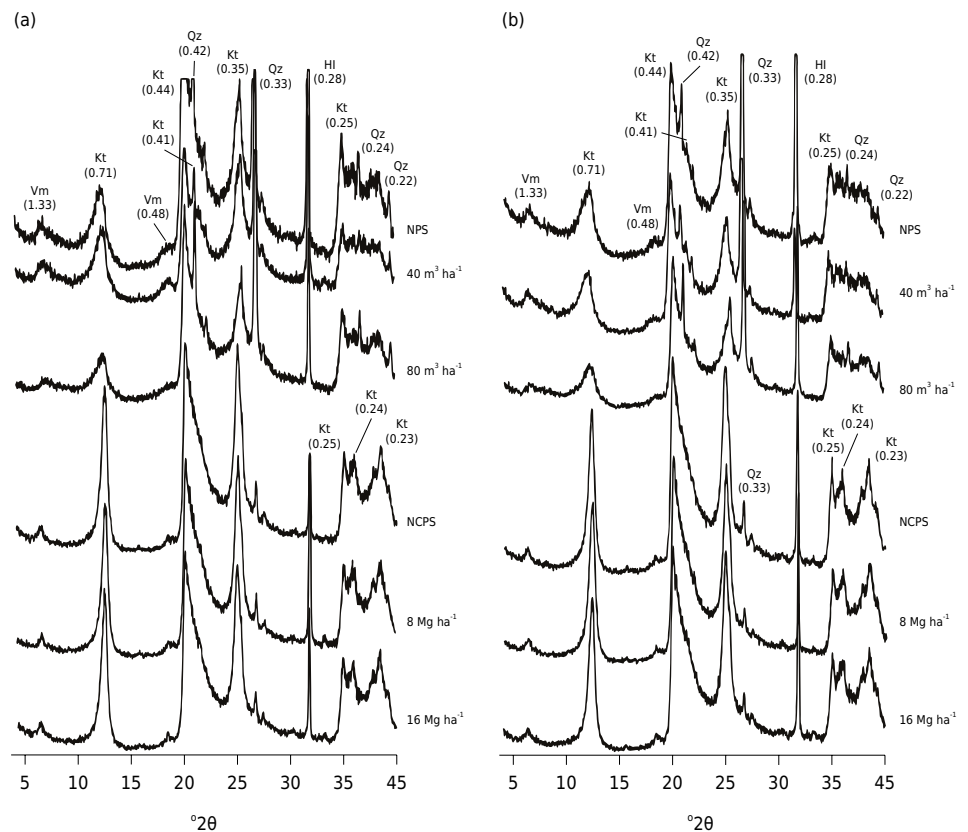 (a)
Qz
(0.42)
Kt
(0.44)
Kt
(0.35)
Qz
(0.33)
Hl
(0.28)
Kt
(0.41)
Kt
(0.25)
Qz
(0.24)
Qz
(0.22)
Kt
(0.71)
Vm
(1.33)
Vm
(0.48)
NPS
40 m³ ha⁻¹
80 m³ ha⁻¹
Kt
(0.24)
Kt
(0.25)
Kt
(0.23)
NCPS
8 Mg ha⁻¹
16 Mg ha⁻¹
5 10 15 20 25 30 35 40 45
°2θ
(b)
Qz
(0.42)
Kt
(0.44)
Qz
(0.33)
Hl
(0.28)
Kt
(0.35)
Kt
(0.41)
Kt
(0.25)
Qz
(0.24)
Qz
(0.22)
Kt
(0.71)
Vm
(1.33)
Vm
(0.48)
NPS
40 m³ ha⁻¹
80 m³ ha⁻¹
Kt
(0.24)
Kt
(0.25)
Kt
(0.23)
Qz
(0.33)
NCPS
8 Mg ha⁻¹
16 Mg ha⁻¹
5 10 15 20 25 30 35 40 45
°2θ